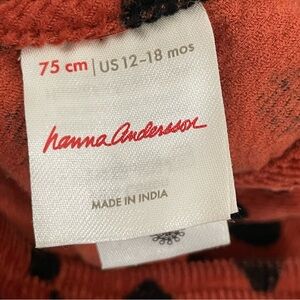 75 cm | US 12-18 mos
hanna andersson
MADE IN INDIA